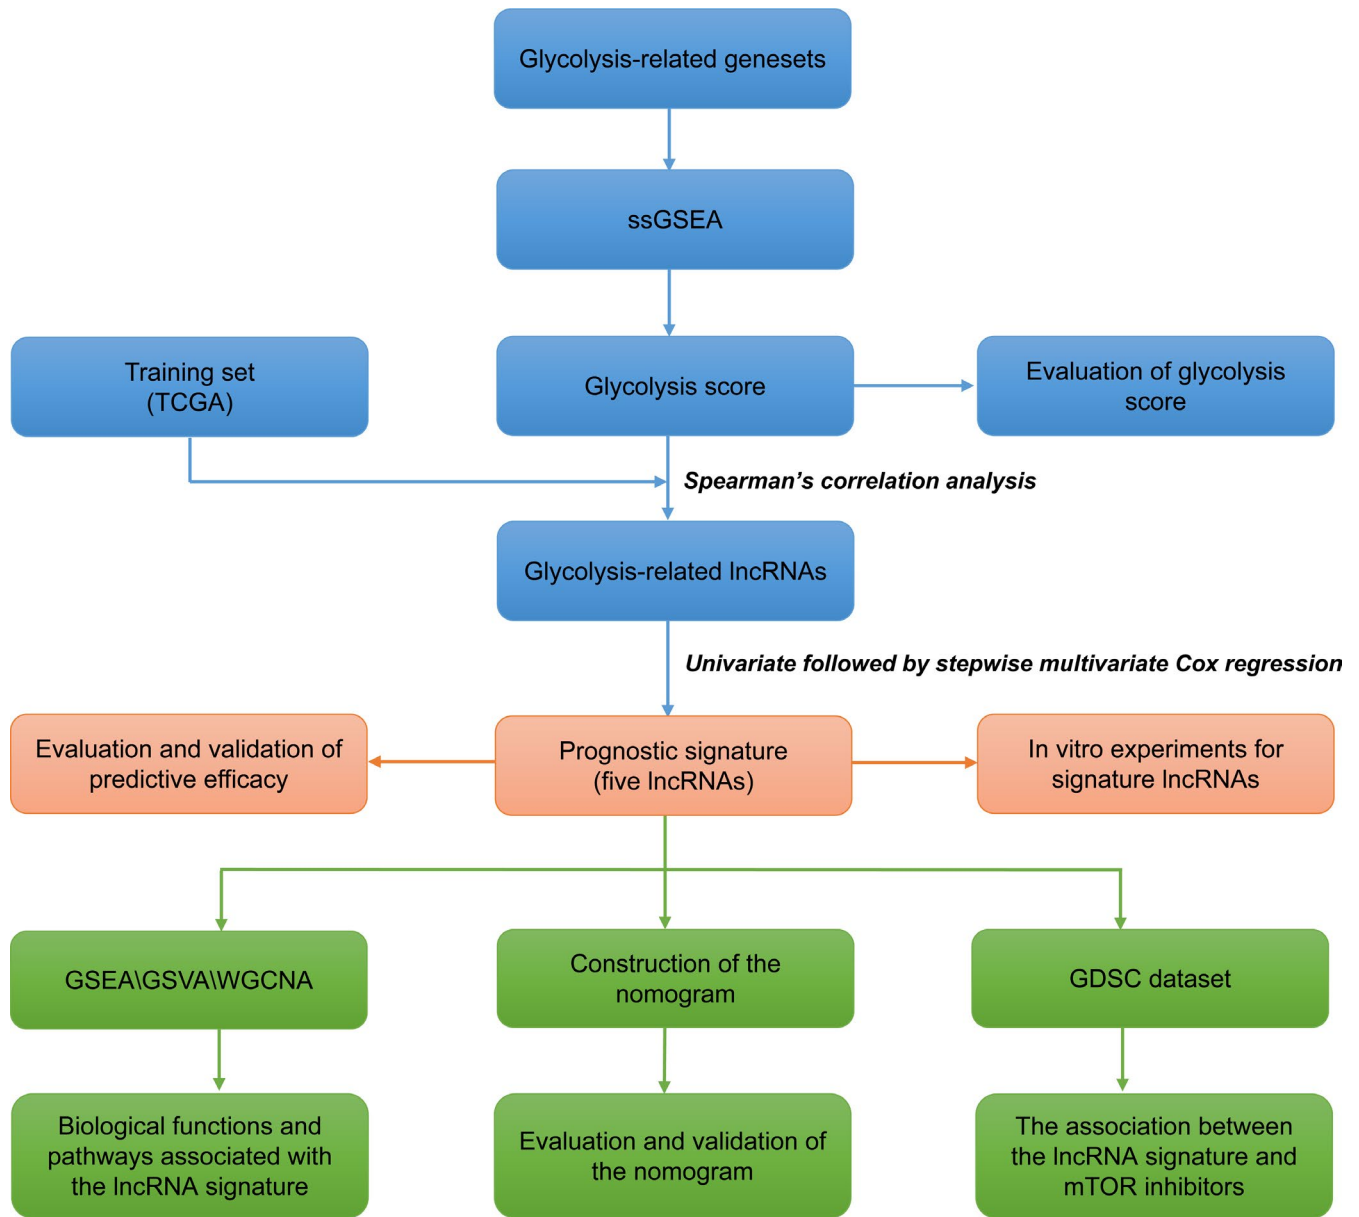 Glycolysis-related genesets
ssGSEA
Training set
(TCGA)
Glycolysis score
Evaluation of glycolysis
score
Spearman’s correlation analysis
Glycolysis-related lncRNAs
Univariate followed by stepwise multivariate Cox regression
Evaluation and validation of
predictive efficacy
Prognostic signature
(five lncRNAs)
In vitro experiments for
signature lncRNAs
GSEA\GSVA\WGCNA
Construction of the
nomogram
GDSC dataset
Biological functions and
pathways associated with
the lncRNA signature
Evaluation and validation of
the nomogram
The association between
the lncRNA signature and
mTOR inhibitors